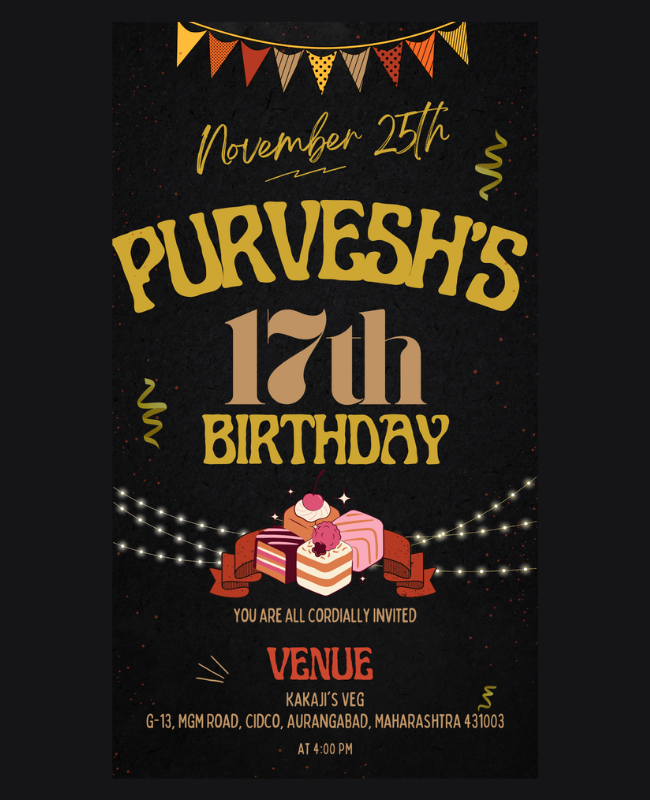 November 25th
PURVESH'S
17th
BIRTHDAY
YOU ARE ALL CORDIALLY INVITED
VENUE
KAKAJI'S VEG
G-13, MGM ROAD, CIDCO, AURANGABAD, MAHARASHTRA 431003
AT 4:00 PM